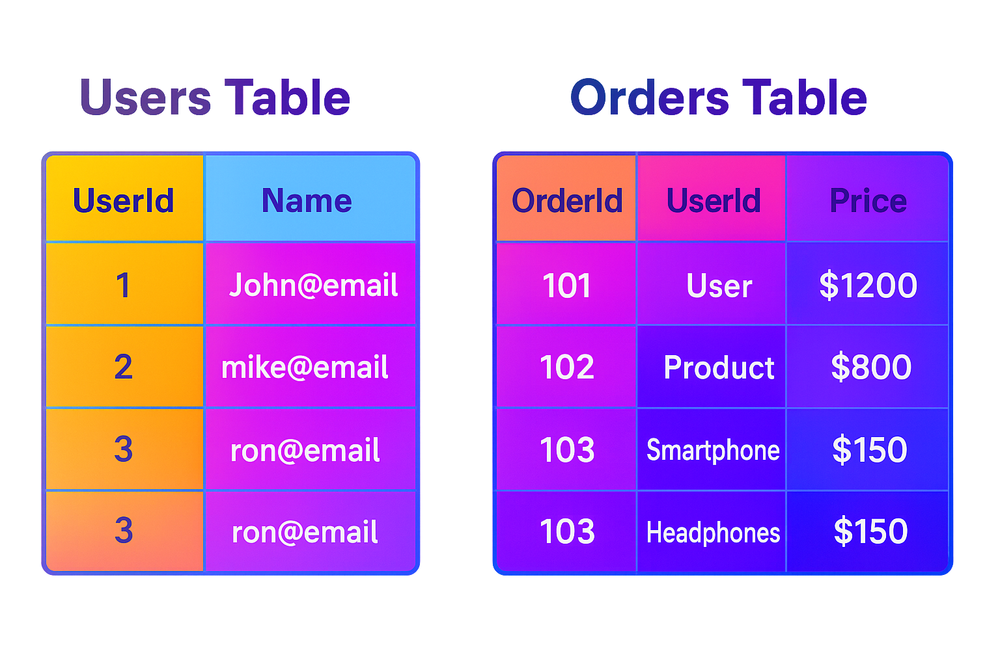 Users Table
UserId Name
1 John@email
2 mike@email
3 ron@email
3 ron@email
Orders Table
OrderId UserId Price
101 User $1200
102 Product $800
103 Smartphone $150
103 Headphones $150